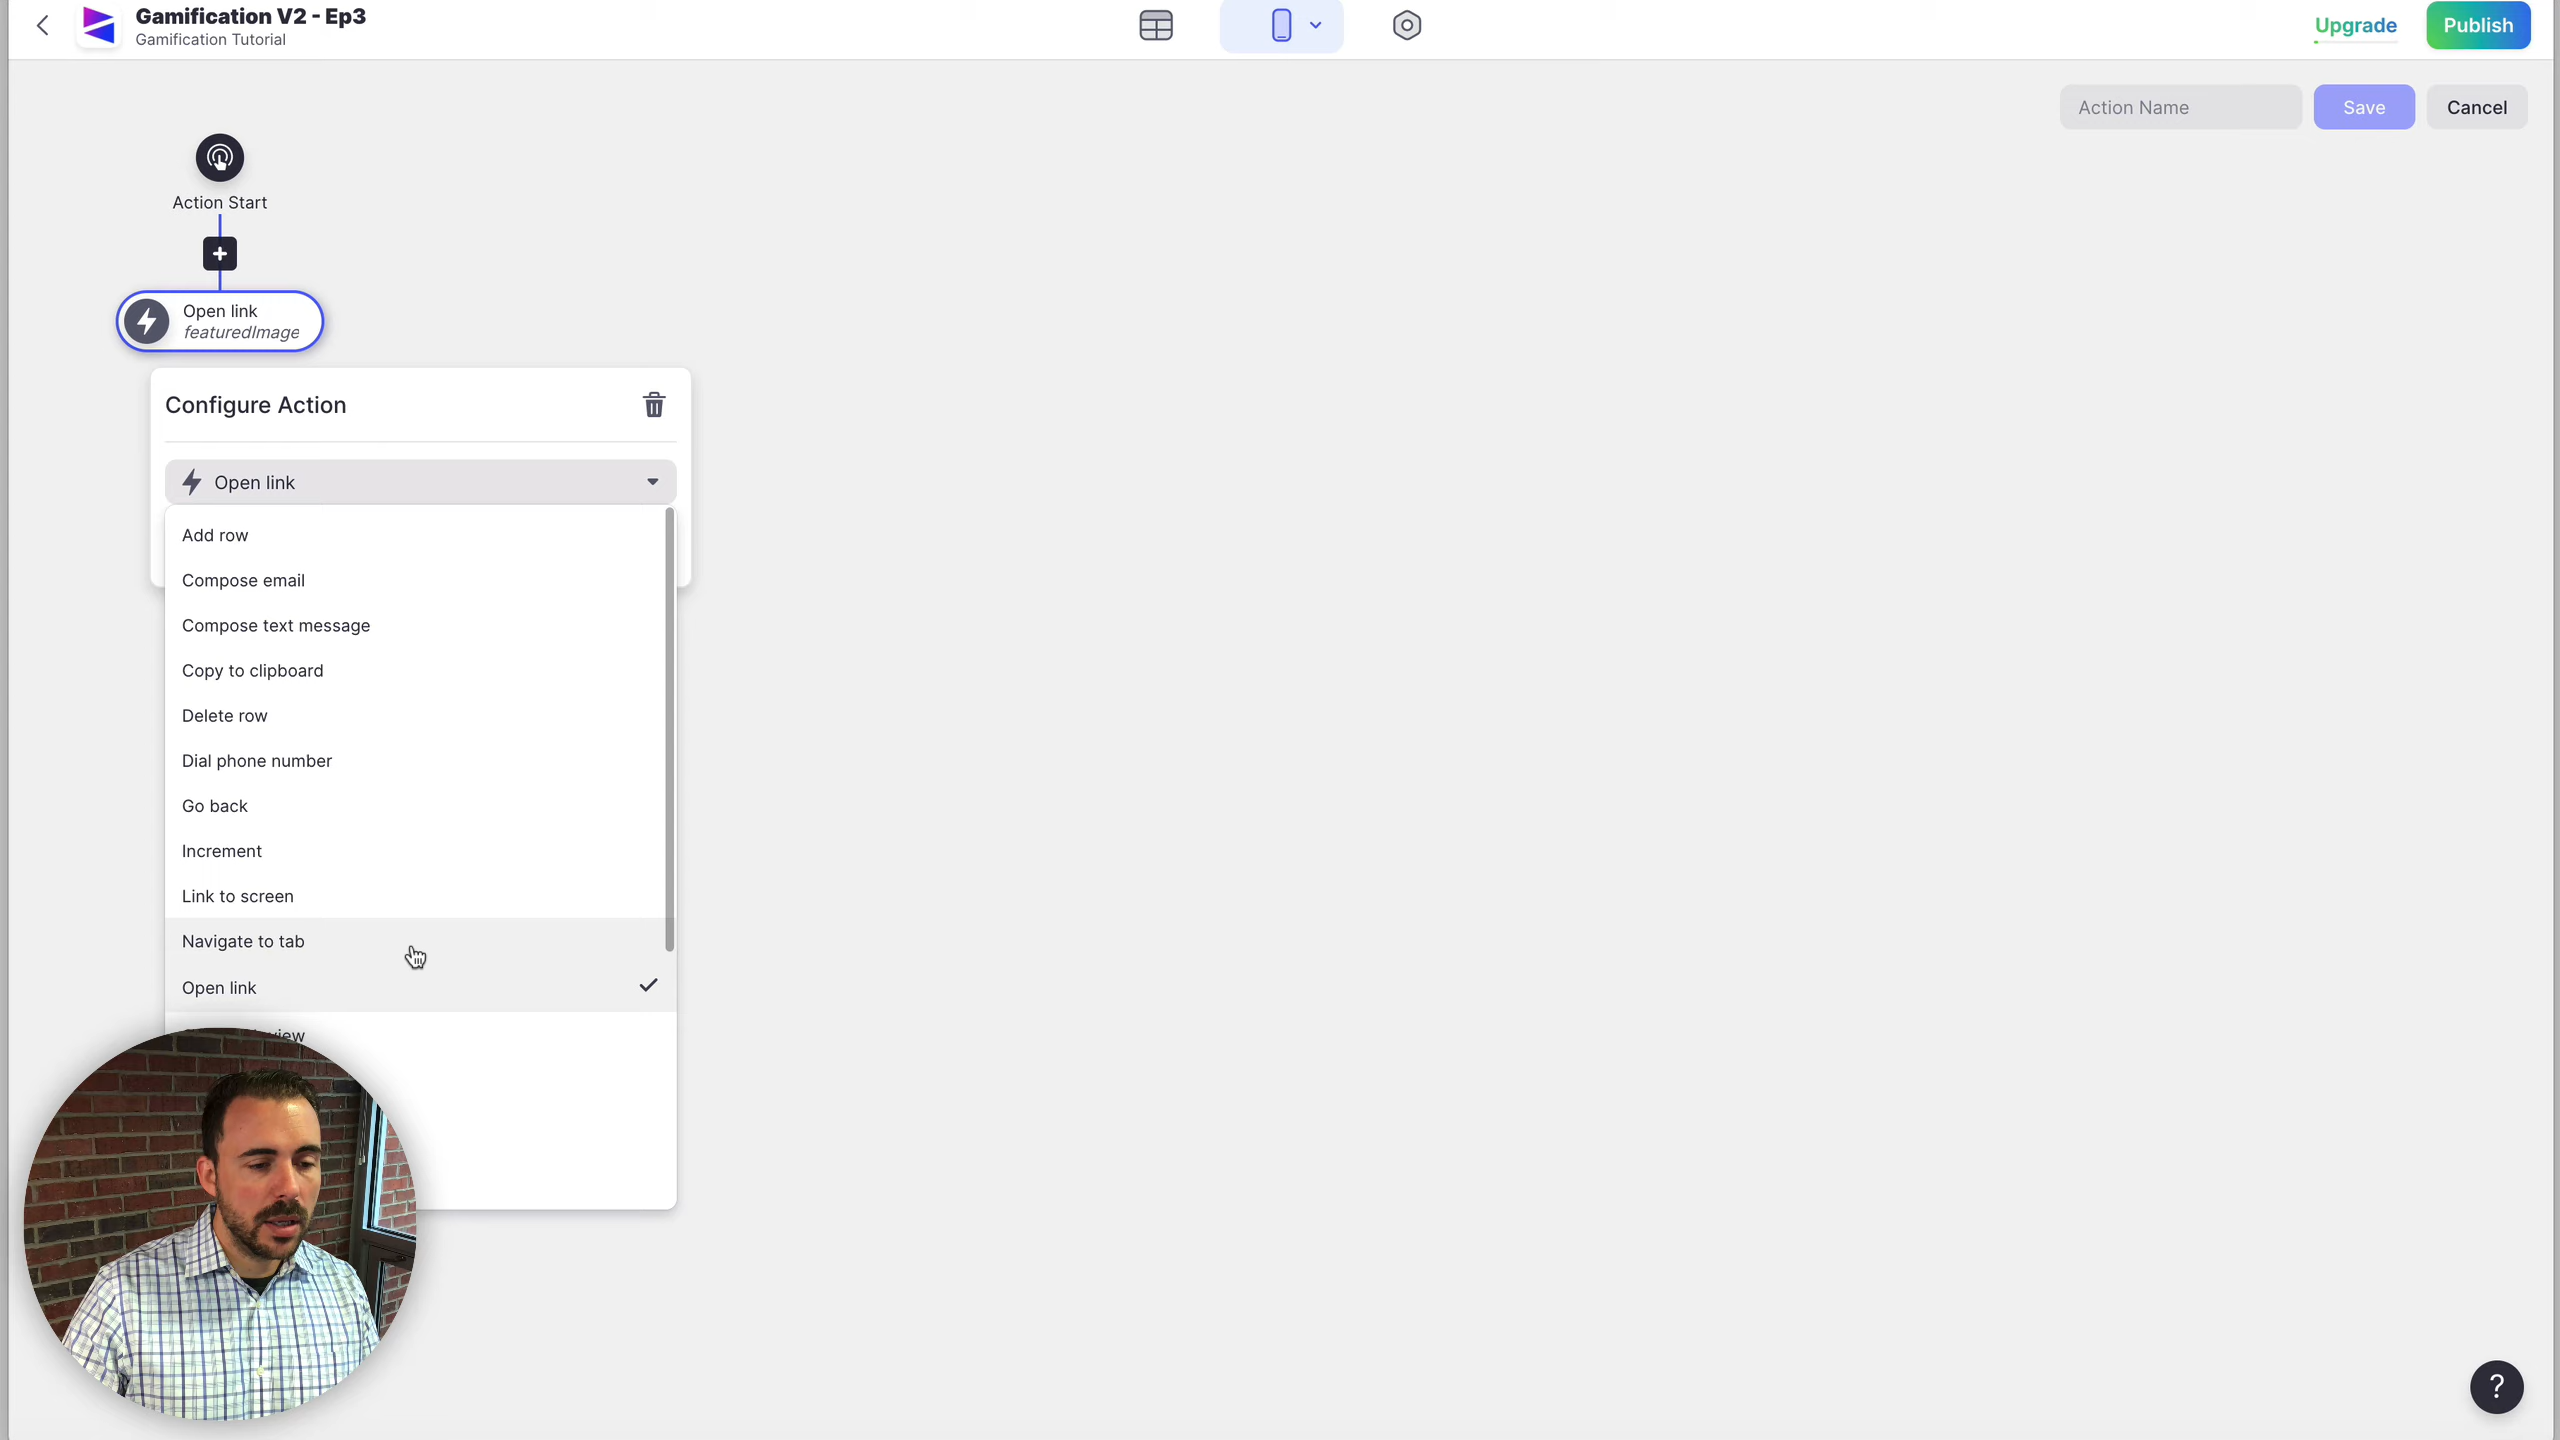 Gamification V2 - Ep3
Gamification Tutorial
Upgrade
Publish
Action Name
Save
Cancel
Action Start
Open link
featuredImage
Configure Action
Open link
Add row
Compose email
Compose text message
Copy to clipboard
Delete row
Dial phone number
Go back
Increment
Link to screen
Navigate to tab
Open link
?